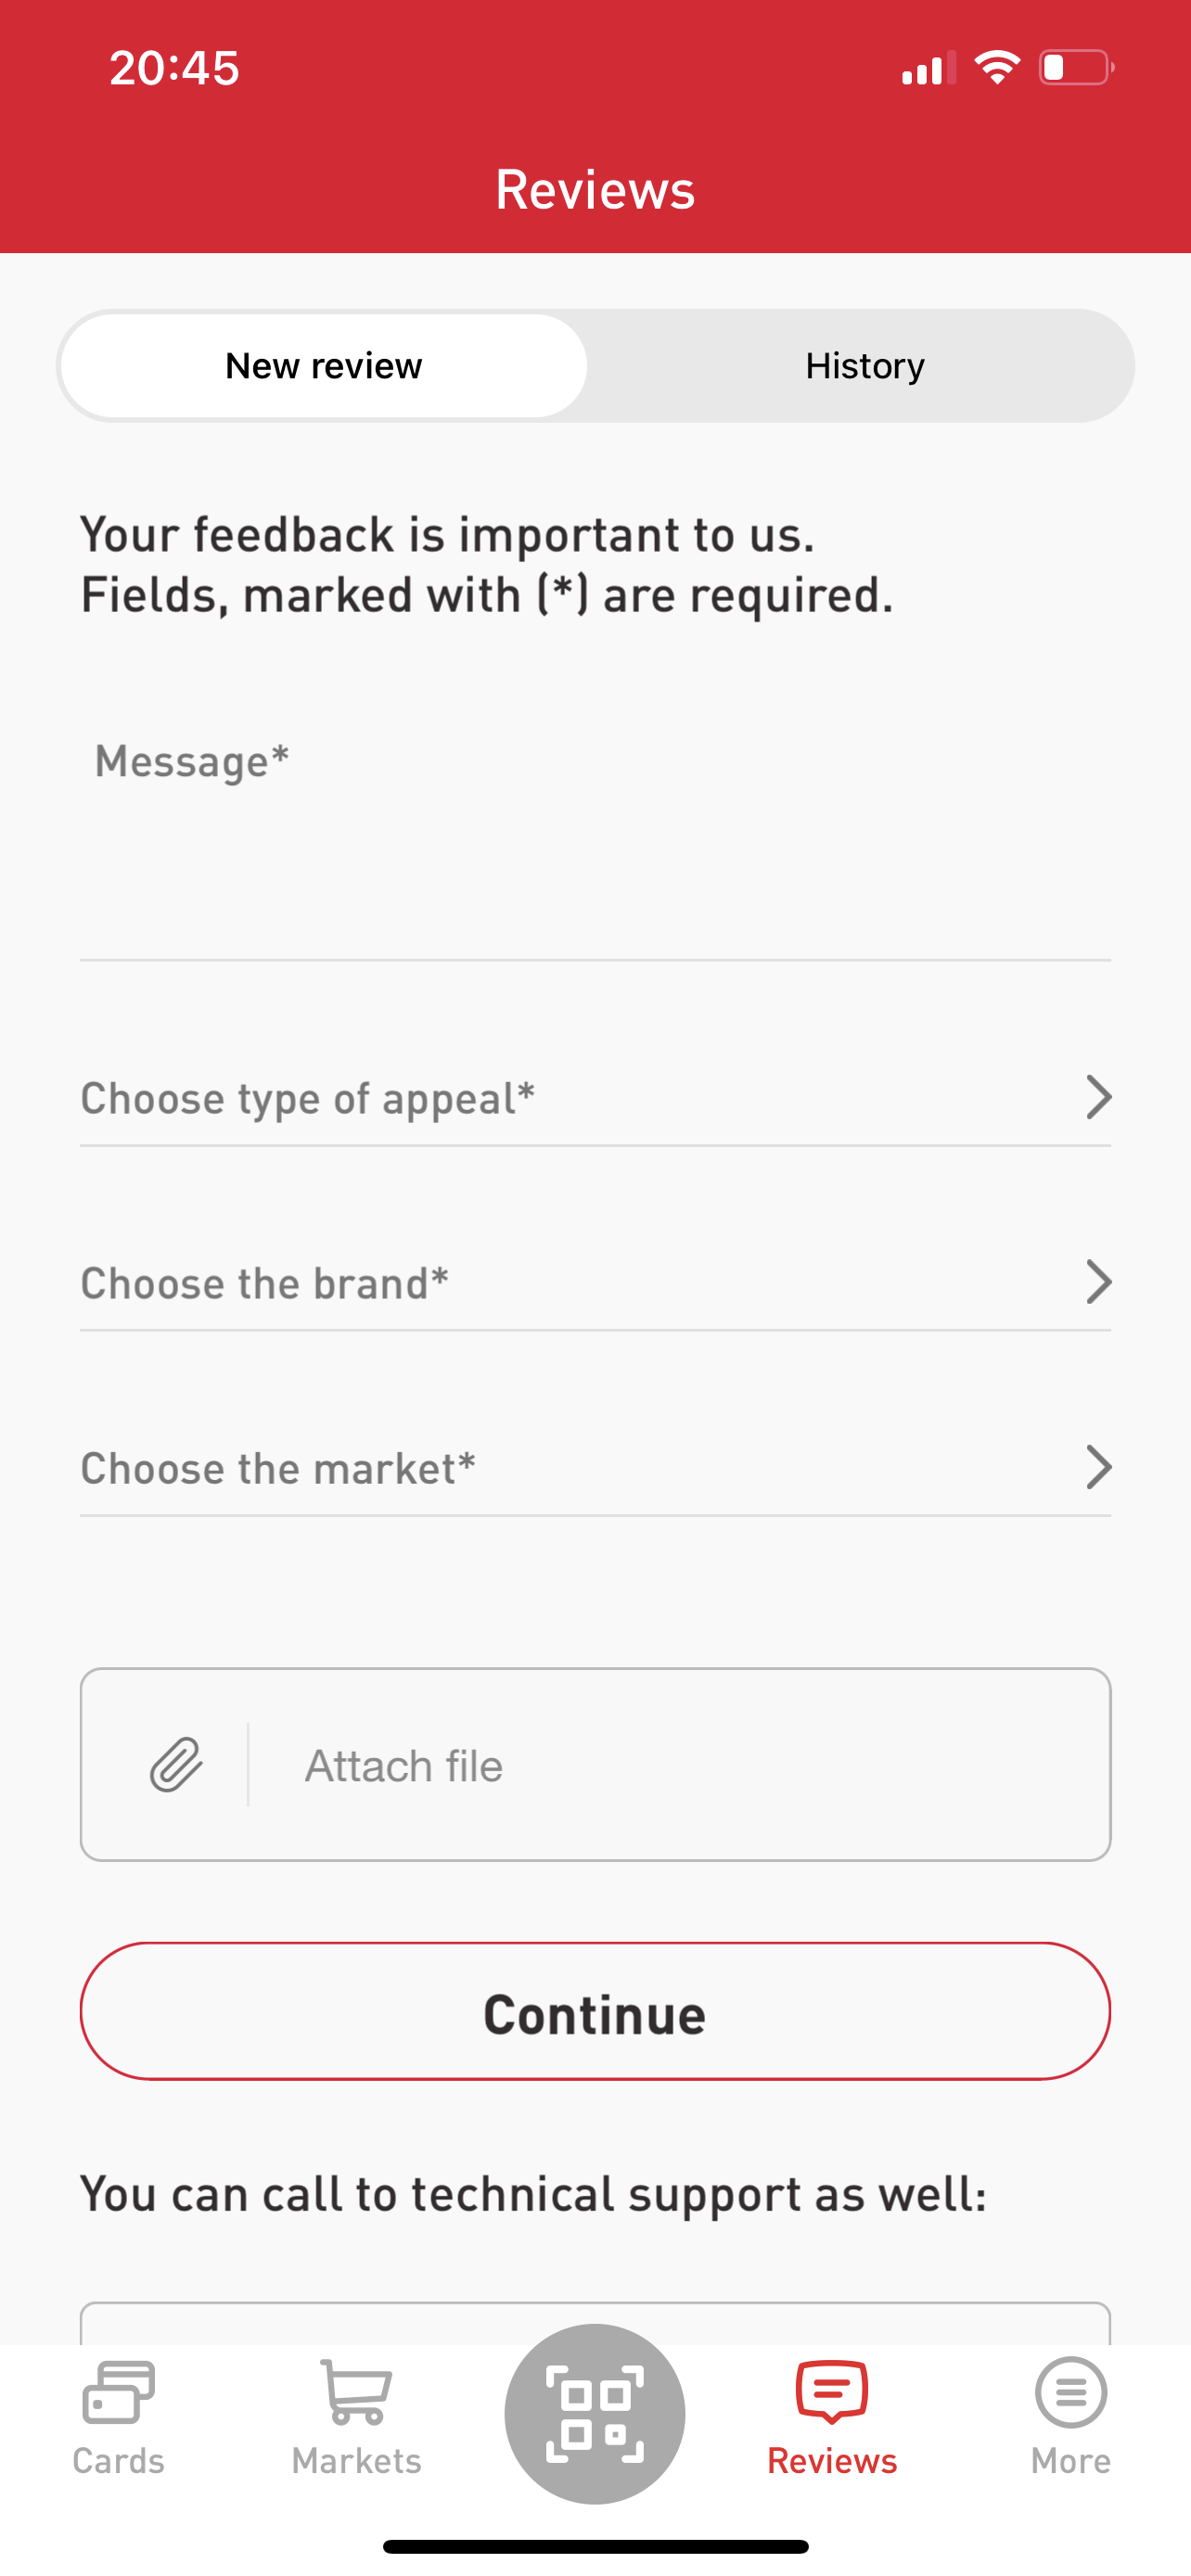 20:45
Reviews
New review
History
Your feedback is important to us.
Fields, marked with (*) are required.
Message*
Choose type of appeal*
Choose the brand*
Choose the market*
Attach file
Continue
You can call to technical support as well:
Cards
Markets
Reviews
More